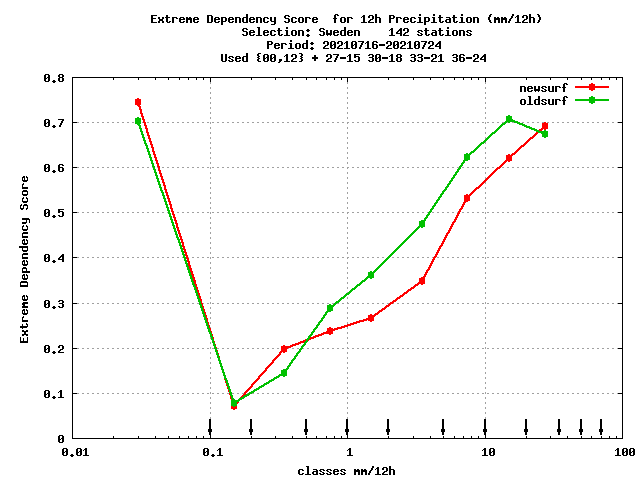 Extreme Dependency Score  for 12h Precipitation (mm/12h)
Selection: Sweden    142 stations
Period: 20210716-20210724
Used {00,12} + 27-15 30-18 33-21 36-24
newsurf
oldsurf
Extreme Dependency Score
0.8
0.7
0.6
0.5
0.4
0.3
0.2
0.1
0
0.01
0.1
1
10
100
classes mm/12h